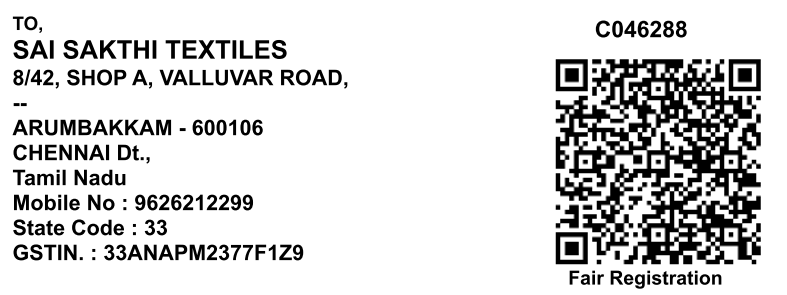 TO,
SAI SAKTHI TEXTILES
8/42, SHOP A, VALLUVAR ROAD,
--
ARUMBAKKAM - 600106
CHENNAI Dt.,
Tamil Nadu
Mobile No : 9626212299
State Code : 33
GSTIN. : 33ANAPM2377F1Z9
C046288
Fair Registration